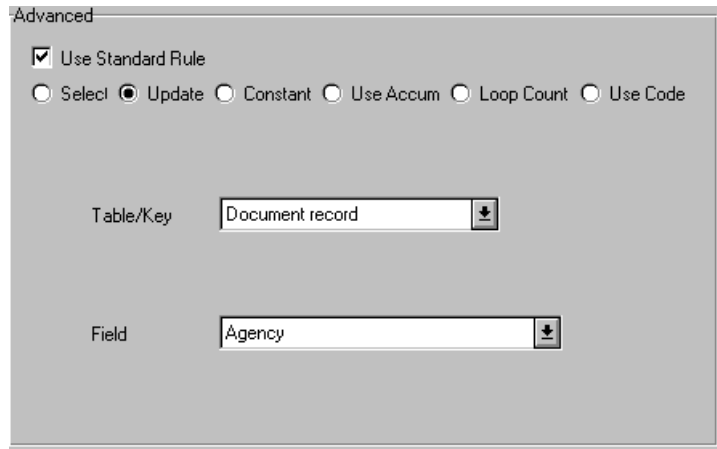 Advanced
Use Standard Rule
Select Update Constant Use Accum Loop Count Use Code
Table/Key Document record
Field Agency